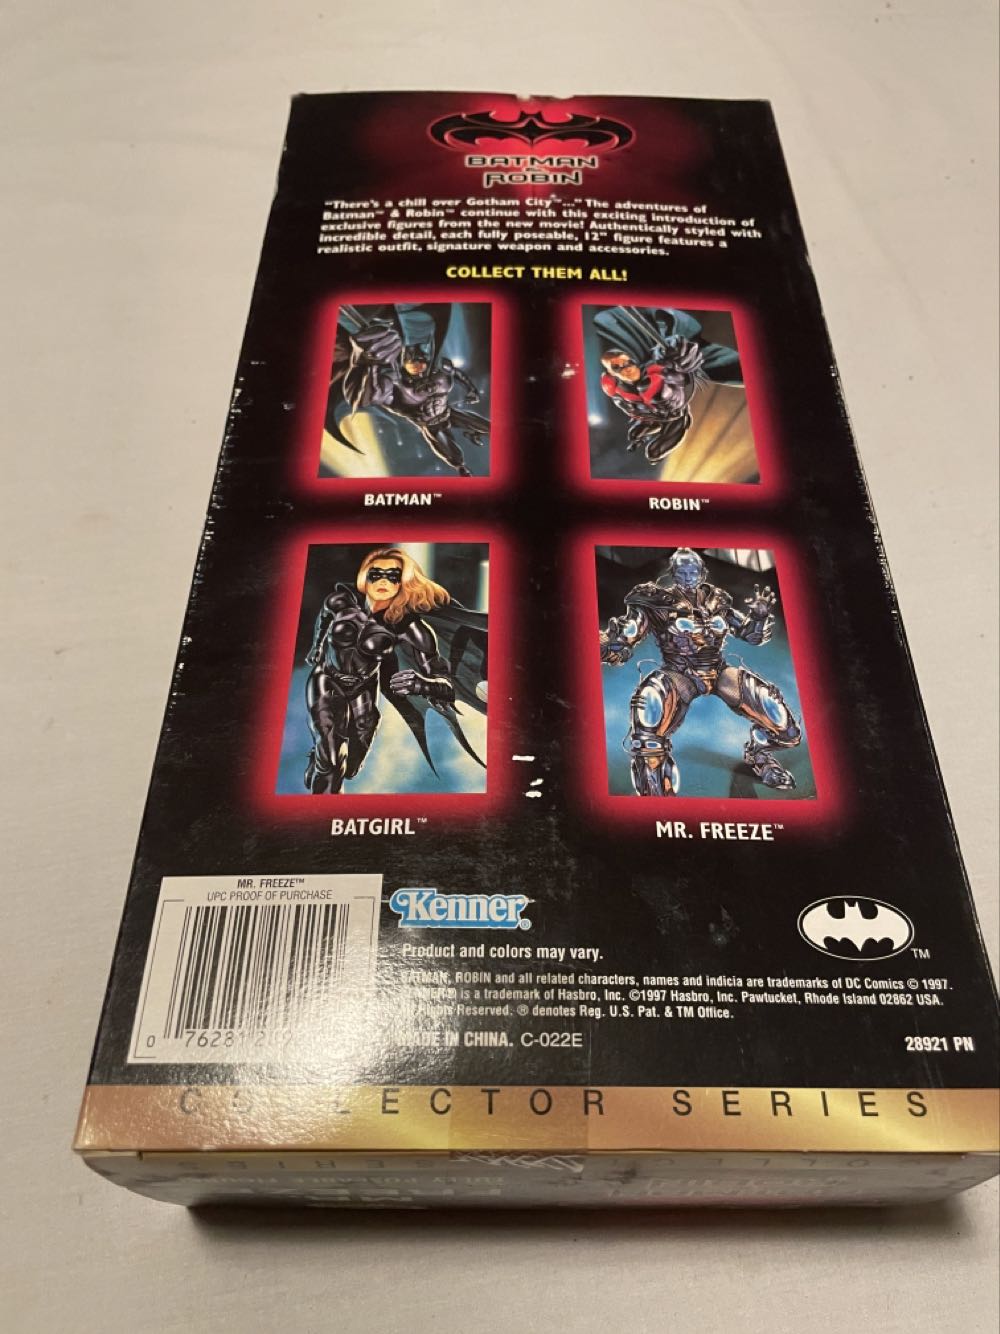 BATMAN
&
ROBIN
"There's a chill over Gotham City™..." The adventures of
Batman™ & Robin™ continue with this exciting introduction of
exclusive figures from the new movie! Authentically styled with
incredible detail, each fully poseable, 12" figure features a
realistic outfit, signature weapon and accessories.
COLLECT THEM ALL!
BATMAN™
ROBIN™
BATGIRL™
MR. FREEZE™
MR. FREEZE™
UPC PROOF OF PURCHASE
0 76281
Kenner®
Product and colors may vary.
TM
BATMAN, ROBIN and all related characters, names and indicia are trademarks of DC Comics © 1997.
is a trademark of Hasbro, Inc. ©1997 Hasbro, Inc. Pawtucket, Rhode Island 02862 USA.
All Rights Reserved. ® denotes Reg. U.S. Pat. & TM Office.
MADE IN CHINA. C-022E
28921 PN
COLLECTOR SERIES